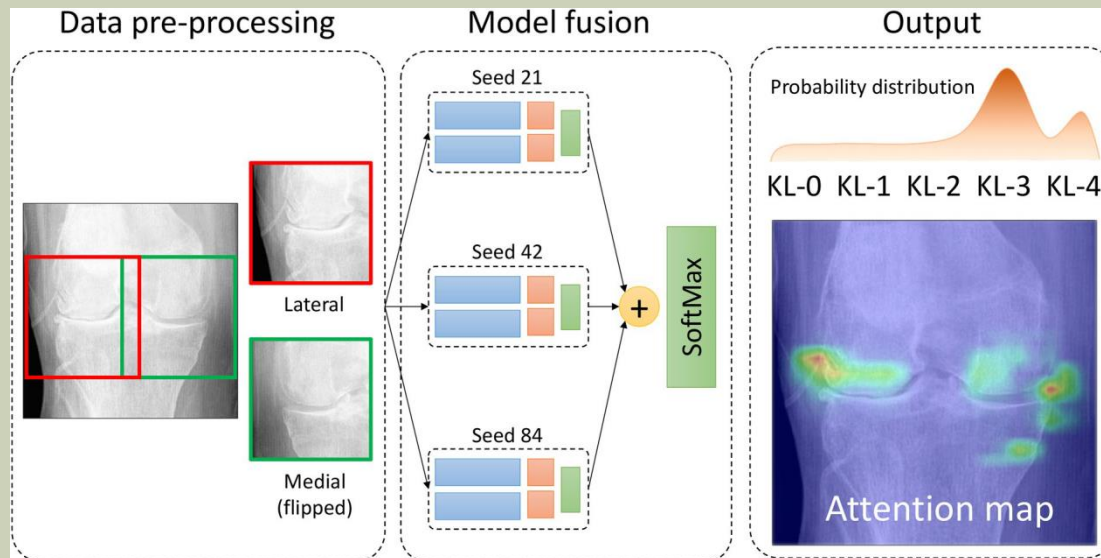 Data pre-processing
Lateral
Medial
(flipped)
Model fusion
Seed 21
Seed 42
Seed 84
+
SoftMax
Output
Probability distribution
KL-0 KL-1 KL-2 KL-3 KL-4
Attention map